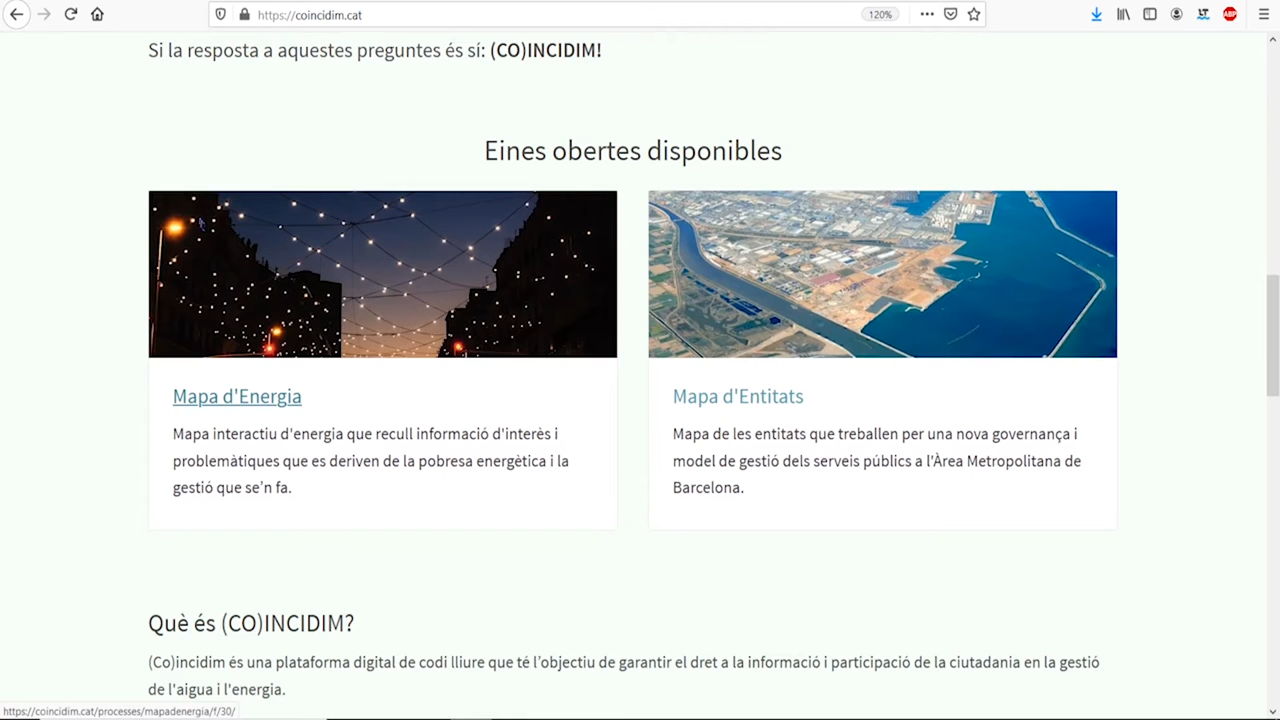 https://coincidim.cat
120%
LT
ABP
Si la resposta a aquestes preguntes és sí: (CO)INCIDIM!
Eines obertes disponibles
Mapa d'Energia
Mapa interactiu d'energia que recull informació d'interès i
problemàtiques que es deriven de la pobresa energètica i la
gestió que se’n fa.
Mapa d'Entitats
Mapa de les entitats que treballen per una nova governança i
model de gestió dels serveis públics a l'Àrea Metropolitana de
Barcelona.
Què és (CO)INCIDIM?
(Co)incidim és una plataforma digital de codi lliure que té l’objectiu de garantir el dret a la informació i participació de la ciutadania en la gestió
de l'aigua i l'energia.
https://coincidim.cat/processes/mapadenergia/f/30/